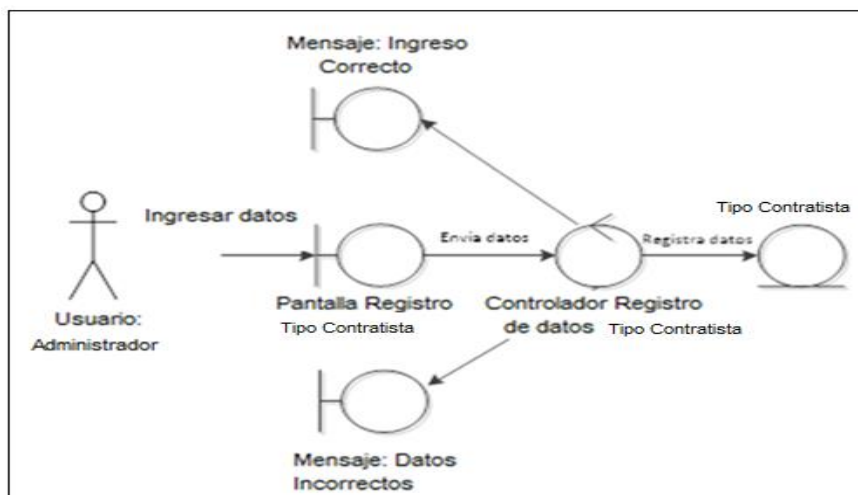 Mensaje: Ingreso
Correcto
Ingresar datos
Envía datos
Registra datos
Tipo Contratista
Usuario:
Administrador
Pantalla Registro
Tipo Contratista
Controlador Registro
de datos Tipo Contratista
Mensaje: Datos
Incorrectos